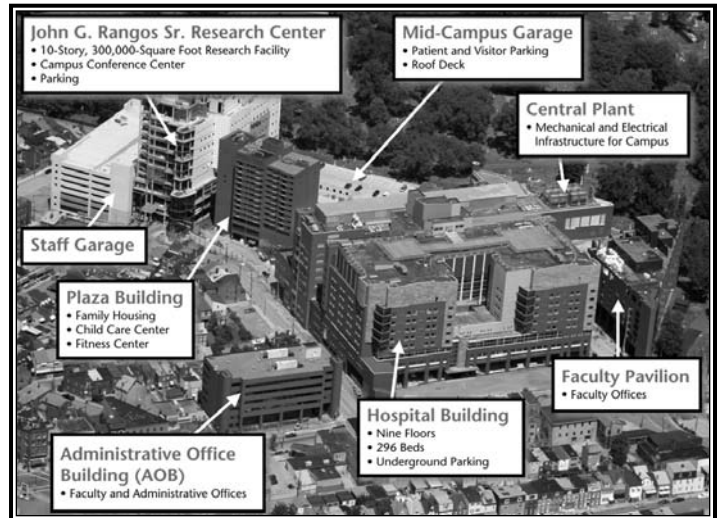 John G. Rangos Sr. Research Center
• 10-Story, 300,000-Square Foot Research Facility
• Campus Conference Center
• Parking
Mid-Campus Garage
• Patient and Visitor Parking
• Roof Deck
Central Plant
• Mechanical and Electrical
Infrastructure for Campus
Staff Garage
Plaza Building
• Family Housing
• Child Care Center
• Fitness Center
Faculty Pavilion
• Faculty Offices
Hospital Building
• Nine Floors
• 296 Beds
• Underground Parking
Administrative Office
Building (AOB)
• Faculty and Administrative Offices